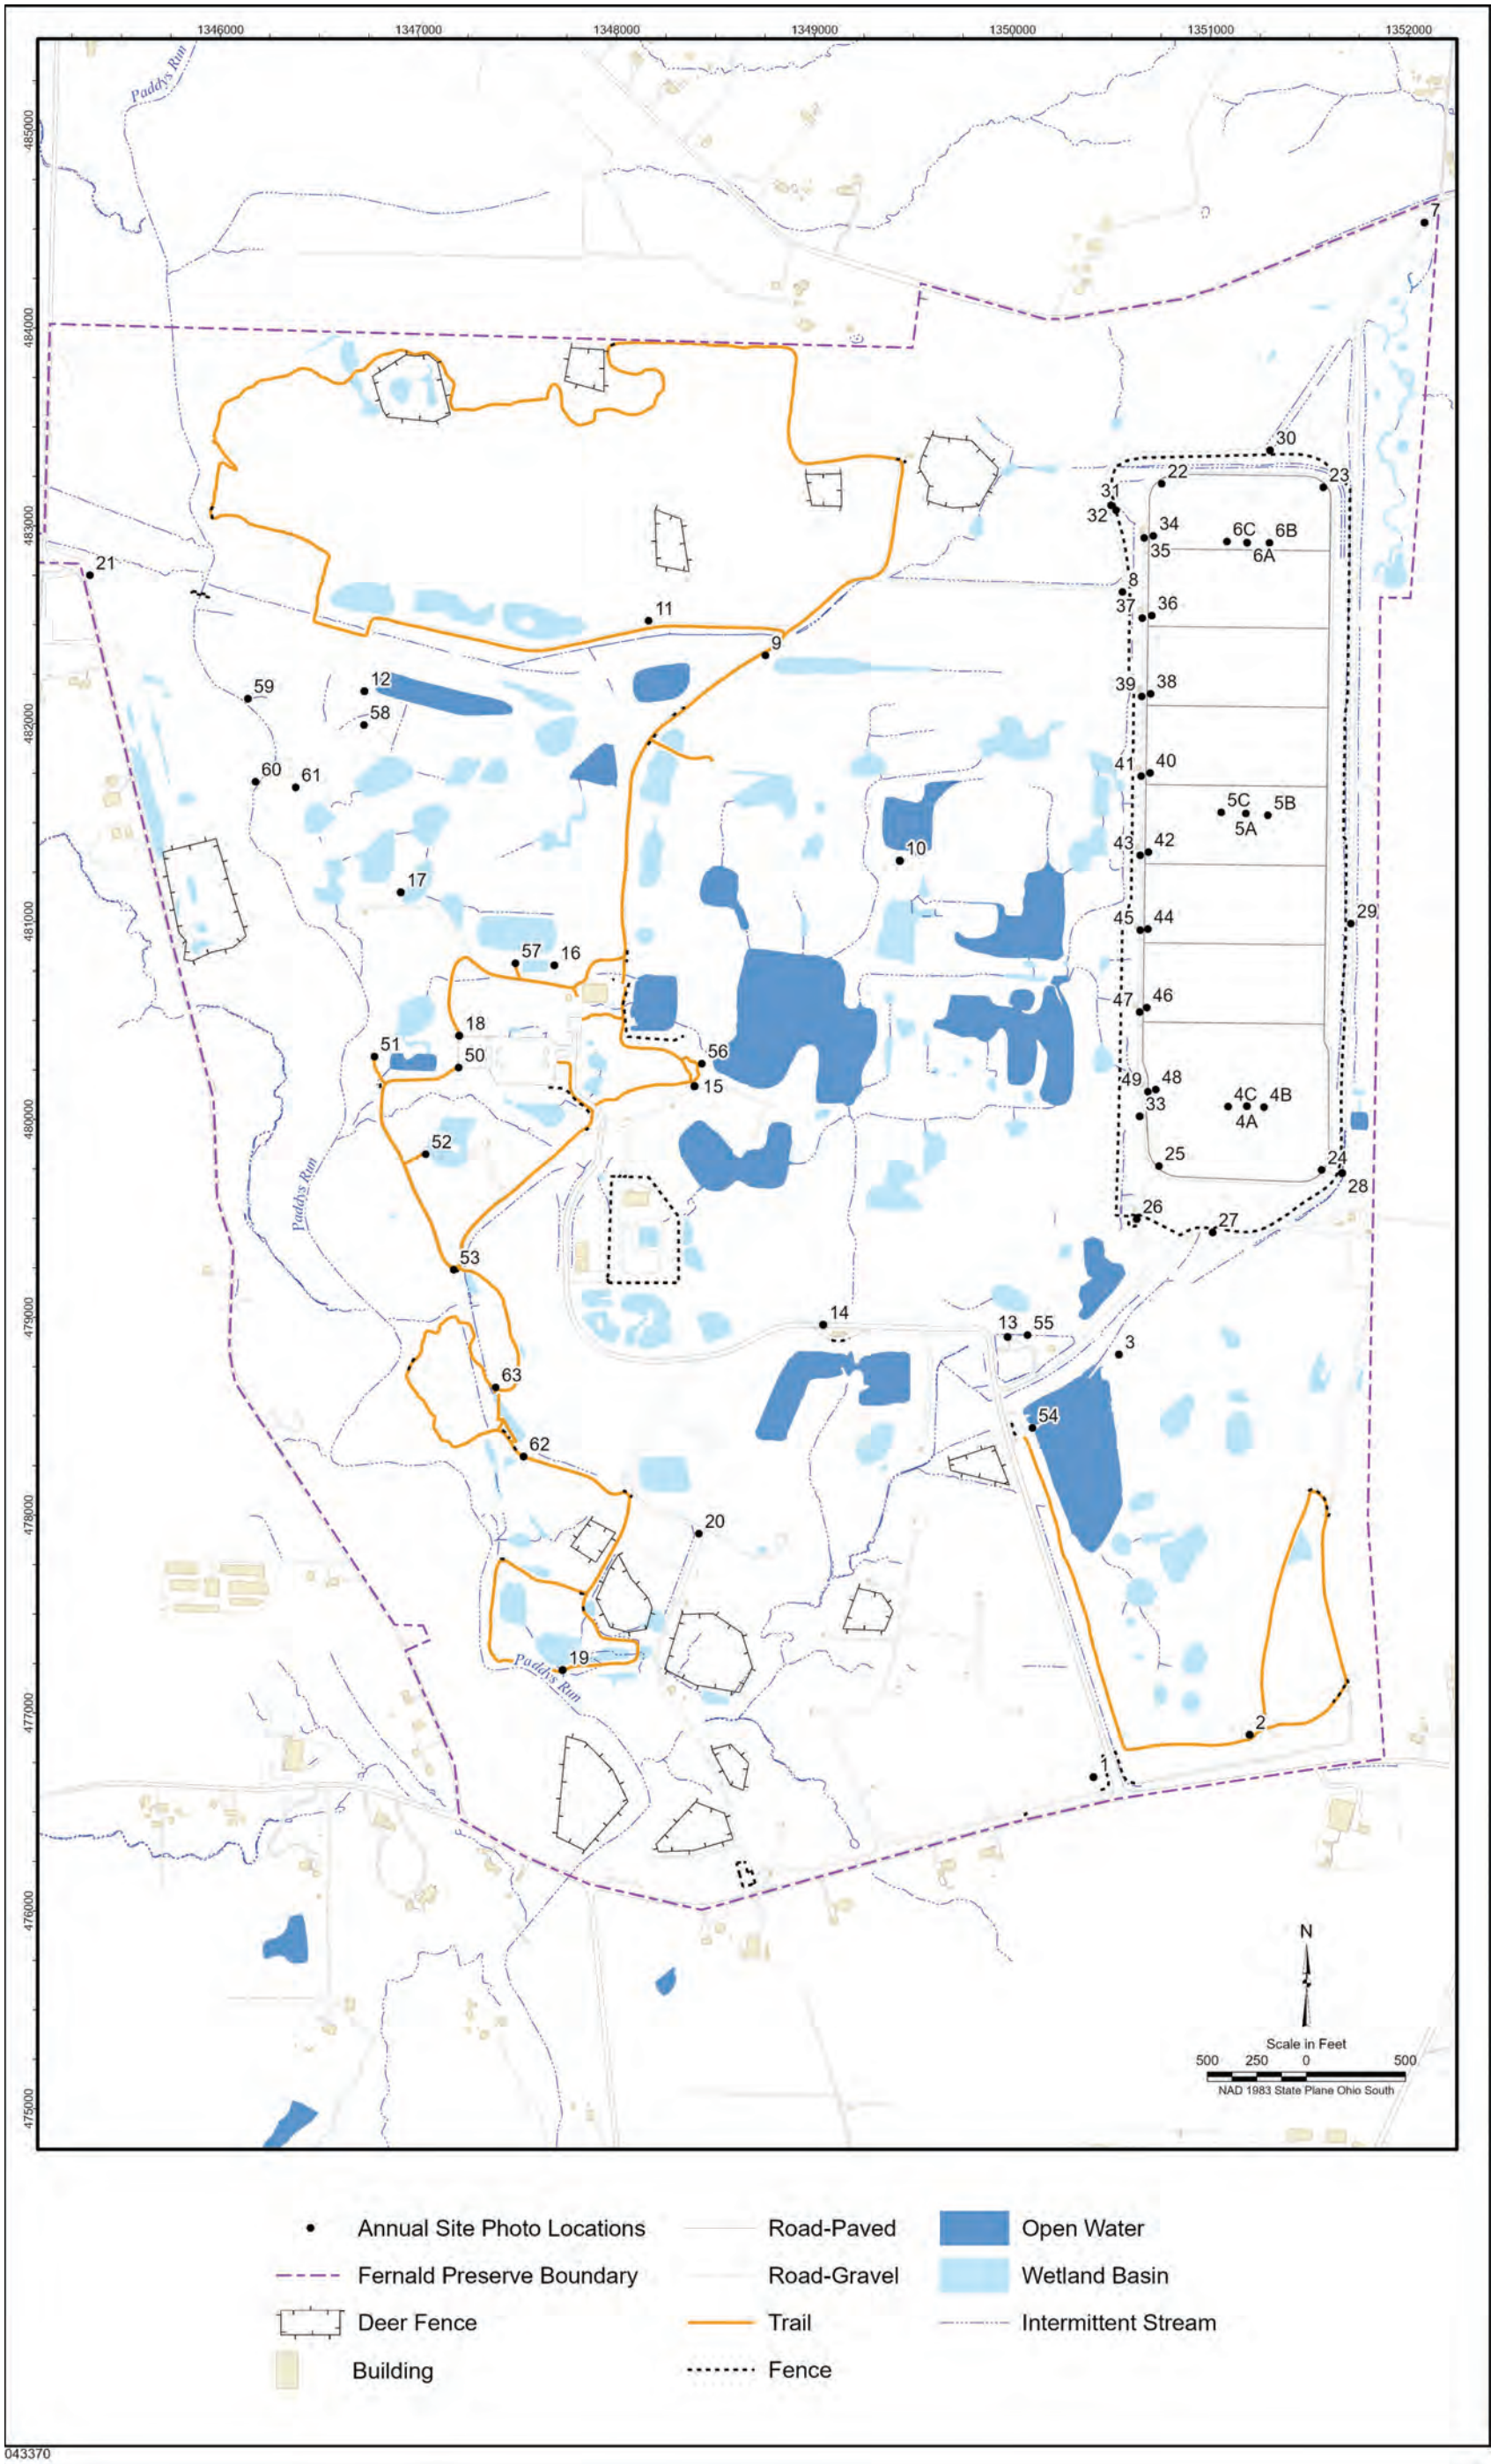 1346000 1347000 1348000 1349000 1350000 1351000 1352000
485000
484000
483000
482000
481000
480000
479000
478000
477000
476000
475000
Paddys Run
7
30
22
23
31
32
34
35
6C 6B
6A
21
8
37
36
11
9
12
59
58
39 38
60
61
41 40
5C 5B
5A
10
43 42
17
45 44
29
57 16
47 46
18
51
50
56
15
49 48
33
4C 4B
4A
52
25
24
28
Paddys Run
26
27
53
14
13 55
3
63
54
62
20
19
Paddys Run
2
1
N
Scale in Feet
500 250 0 500
NAD 1983 State Plane Ohio South
Annual Site Photo Locations
Fernald Preserve Boundary
Deer Fence
Building
Road-Paved
Road-Gravel
Trail
Fence
Open Water
Wetland Basin
Intermittent Stream
043370